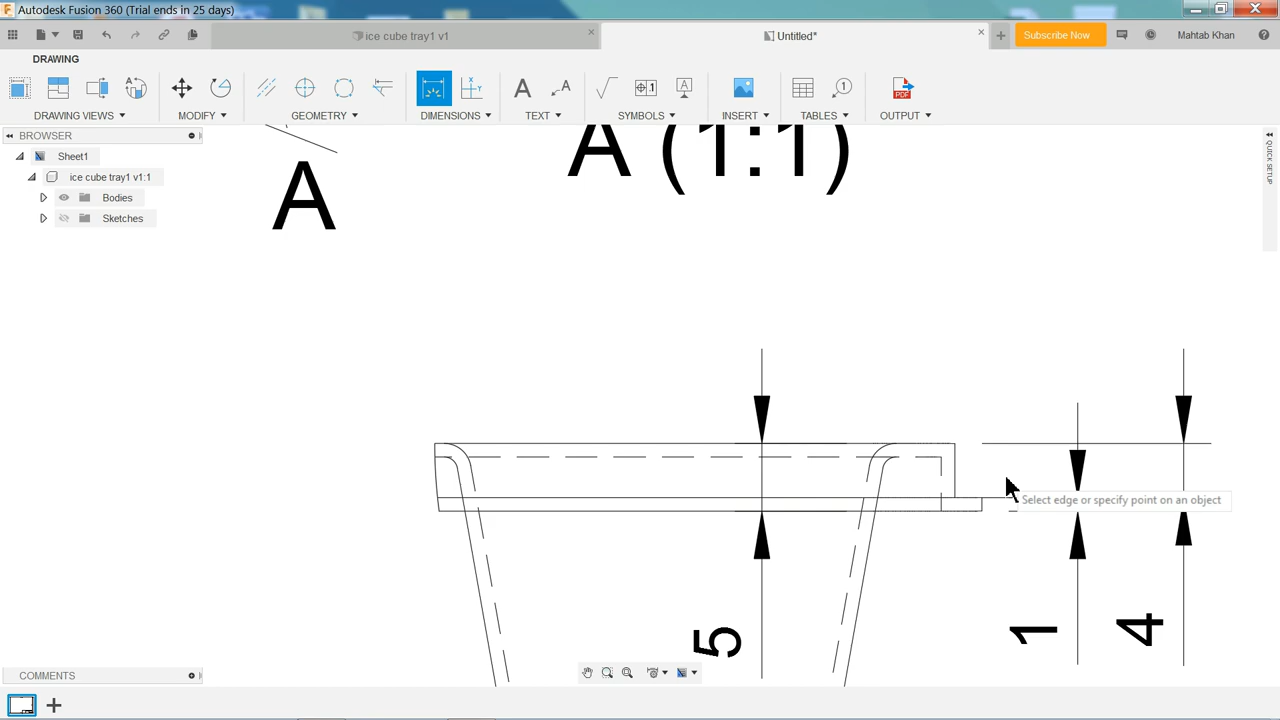 Autodesk Fusion 360 (Trial ends in 25 days)
ice cube tray1 v1
Untitled*
Subscribe Now
Mahtab Khan
DRAWING
DRAWING VIEWS
MODIFY
GEOMETRY
DIMENSIONS
TEXT
SYMBOLS
INSERT
TABLES
OUTPUT
BROWSER
Sheet1
ice cube tray1 v1:1
Bodies
Sketches
QUICK SETUP
A
A (1:1)
Select edge or specify point on an object
5
1
4
COMMENTS